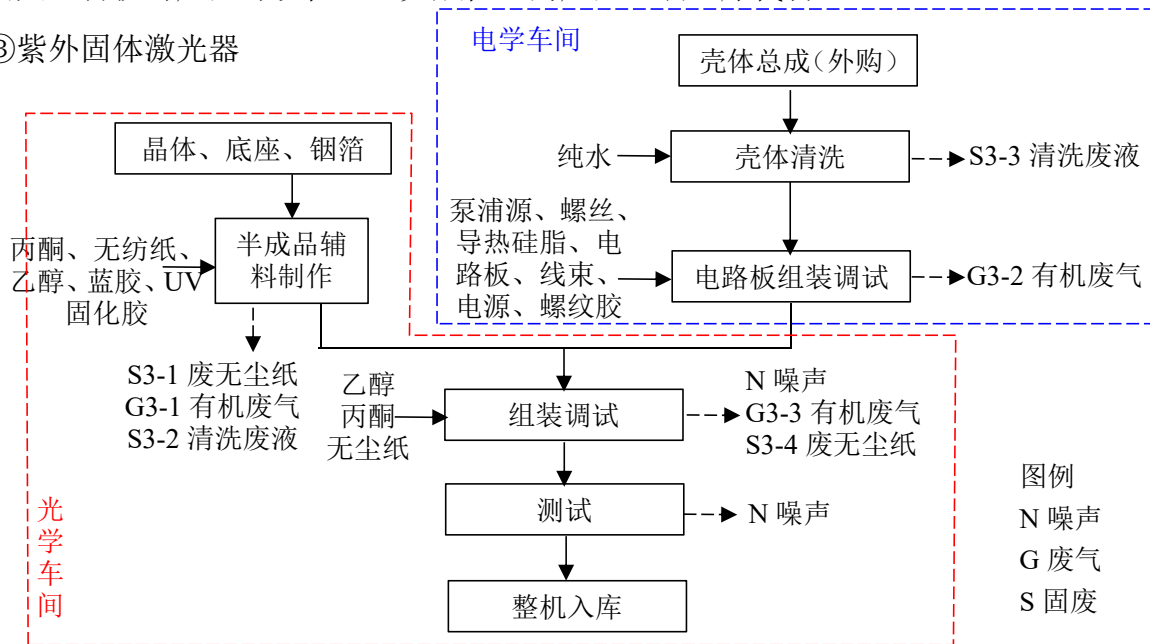 ③紫外固体激光器
电学车间
壳体总成（外购）
纯水
壳体清洗
S3-3 清洗废液
泵浦源、螺丝、
导热硅脂、电
路板、线束、
电源、螺纹胶
电路板组装调试
G3-2 有机废气
晶体、底座、铟箔
丙酮、无纺纸、
乙醇、蓝胶、UV
固化胶
半成品辅
料制作
S3-1 废无尘纸
G3-1 有机废气
S3-2 清洗废液
乙醇
丙酮
无尘纸
组装调试
N 噪声
G3-3 有机废气
S3-4 废无尘纸
测试
N 噪声
整机入库
光
学
车
间
图例
N 噪声
G 废气
S 固废